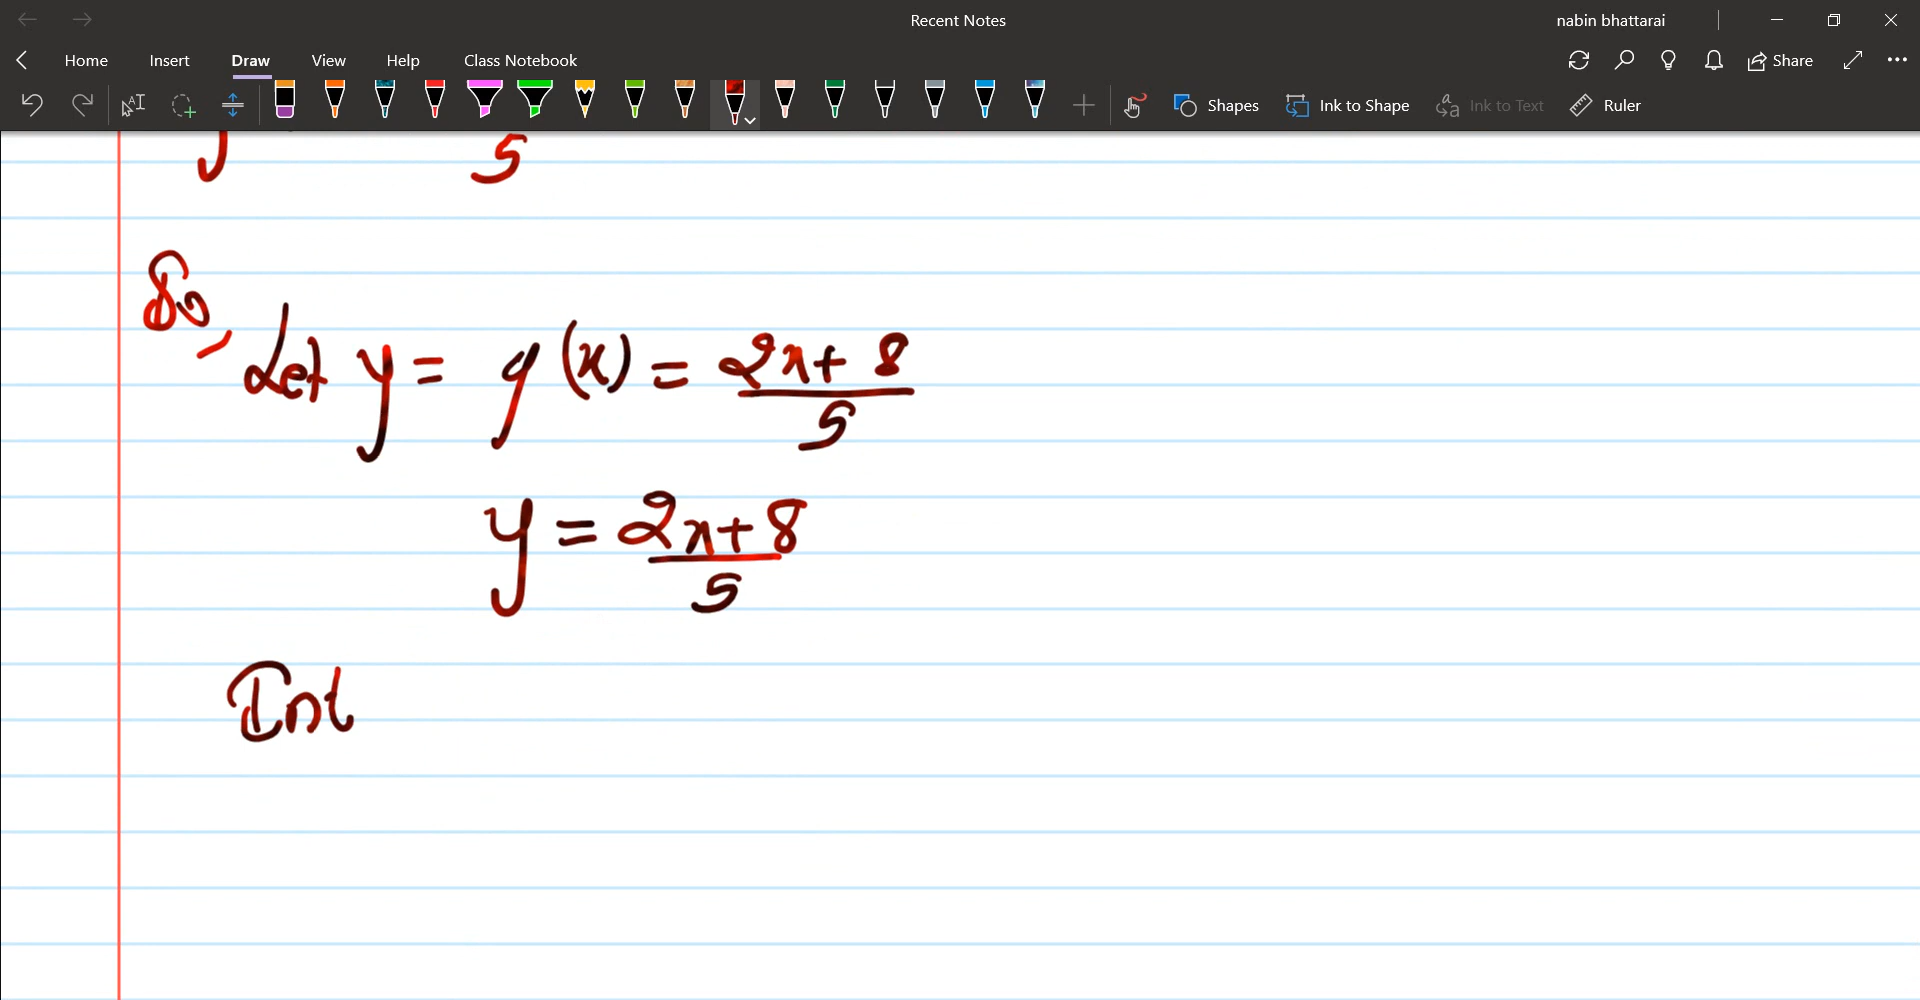 Recent Notes
nabin bhattarai
Home Insert Draw View Help Class Notebook
Share
Shapes Ink to Shape Ink to Text Ruler
y 5
So,
Let y = g(x) = 2x+8
5
y = 2x+8
5
Int